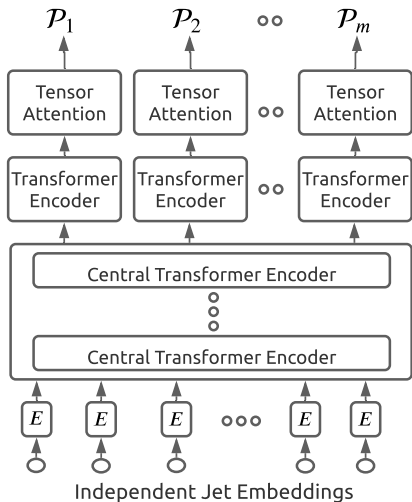 𝒫₁ 𝒫₂ 𝒫ₘ
Tensor Attention Tensor Attention Tensor Attention
Transformer Encoder Transformer Encoder Transformer Encoder
Central Transformer Encoder
Central Transformer Encoder
E E E E E
Independent Jet Embeddings